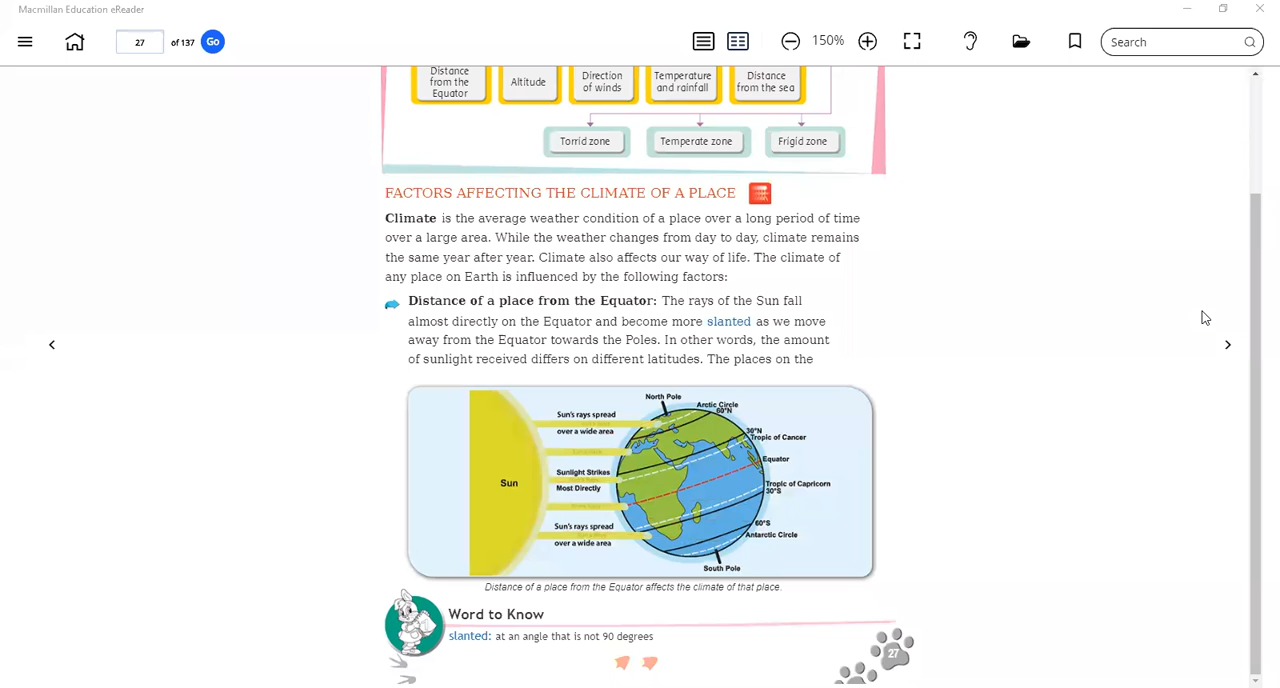 Macmillan Education eReader
27 of 137 Go 150% Search
Distance
from the
Equator
Altitude
Direction
of winds
Temperature
and rainfall
Distance
from the sea
Torrid zone
Temperate zone
Frigid zone
FACTORS AFFECTING THE CLIMATE OF A PLACE
Climate is the average weather condition of a place over a long period of time
over a large area. While the weather changes from day to day, climate remains
the same year after year. Climate also affects our way of life. The climate of
any place on Earth is influenced by the following factors:
Distance of a place from the Equator: The rays of the Sun fall
almost directly on the Equator and become more slanted as we move
away from the Equator towards the Poles. In other words, the amount
of sunlight received differs on different latitudes. The places on the
North Pole
Arctic Circle
60°N
Sun's rays spread
over a wide area
30°N
Tropic of Cancer
Equator
Sunlight Strikes
Most Directly
Sun
Tropic of Capricorn
30°S
Sun's rays spread
over a wide area
60°S
Antarctic Circle
South Pole
Distance of a place from the Equator affects the climate of that place.
Word to Know
slanted: at an angle that is not 90 degrees
27